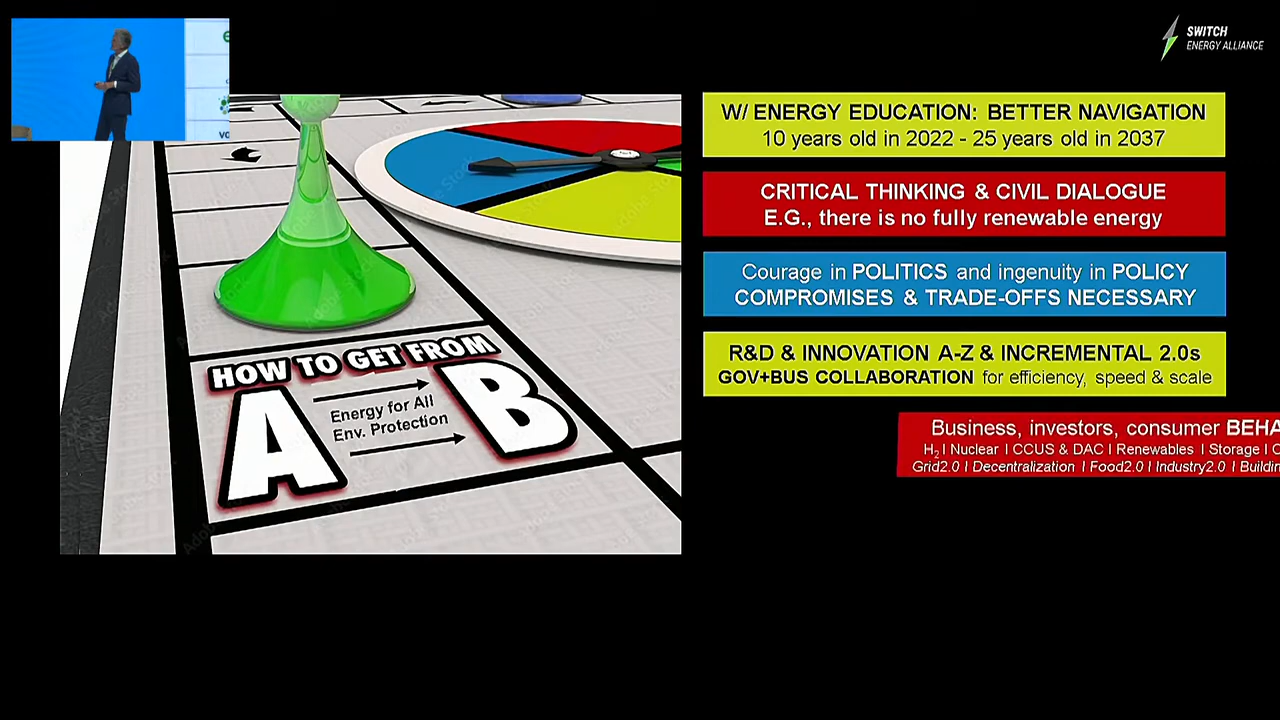 SWITCH
ENERGY ALLIANCE
W/ ENERGY EDUCATION: BETTER NAVIGATION
10 years old in 2022 - 25 years old in 2037
CRITICAL THINKING & CIVIL DIALOGUE
E.G., there is no fully renewable energy
Courage in POLITICS and ingenuity in POLICY
COMPROMISES & TRADE-OFFS NECESSARY
R&D & INNOVATION A-Z & INCREMENTAL 2.0s
GOV+BUS COLLABORATION for efficiency, speed & scale
Business, investors, consumer BEHA
H₂ I Nuclear I CCUS & DAC I Renewables I Storage I C
Grid2.0 I Decentralization I Food2.0 I Industry2.0 I Buildin
HOW TO GET FROM
A
Energy for All
Env. Protection
B